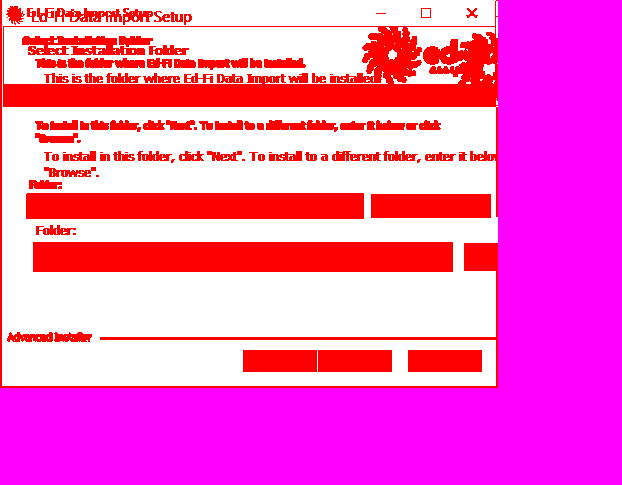 Ed-Fi Data Import Setup
Ed-Fi Data Import Setup
Select Installation Folder
Select Installation Folder
This is the folder where Ed-Fi Data Import will be installed.
This is the folder where Ed-Fi Data Import will be installed.
ed
To install in this folder, click "Next". To install to a different folder, enter it below or click
"Browse".
To install in this folder, click "Next". To install to a different folder, enter it below
"Browse".
Folder:
Folder:
Advanced Installer